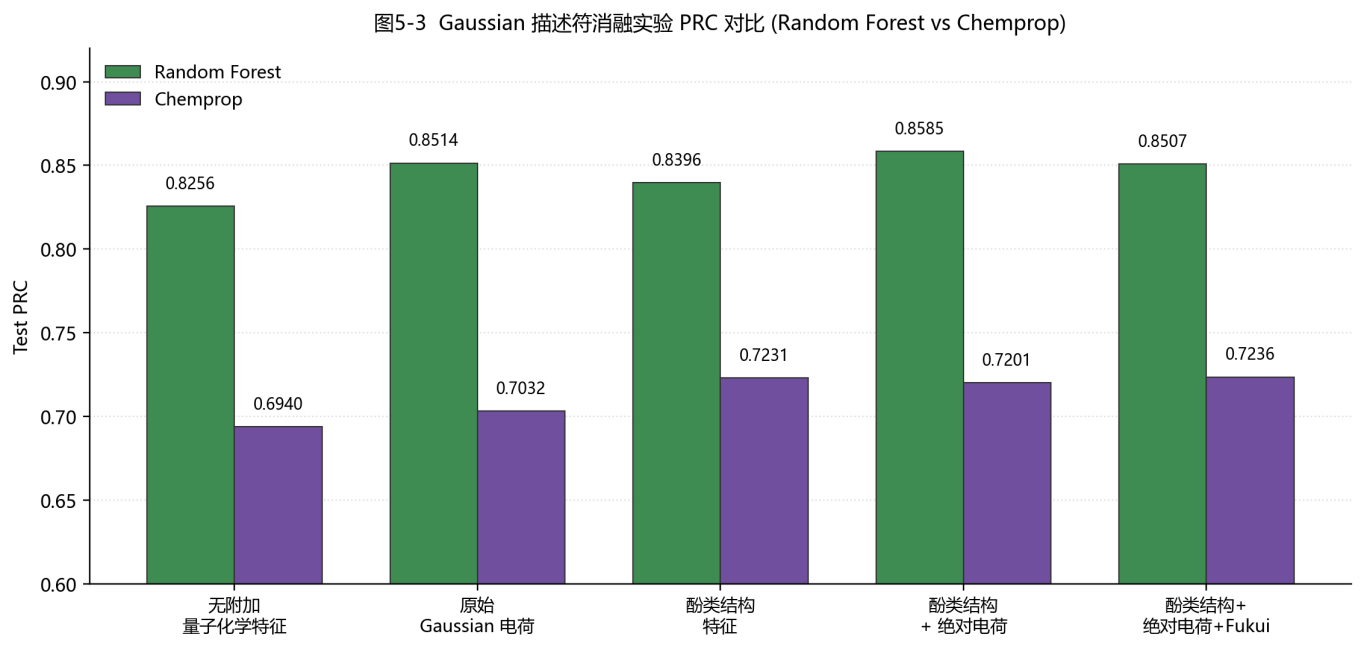 图5-3 Gaussian 描述符消融实验 PRC 对比 (Random Forest vs Chemprop)
Random Forest
Chemprop
Test PRC
0.90
0.85
0.80
0.75
0.70
0.65
0.60
0.8256
0.6940
0.8514
0.7032
0.8396
0.7231
0.8585
0.7201
0.8507
0.7236
无附加
量子化学特征
原始
Gaussian 电荷
酚类结构
特征
酚类结构
+ 绝对电荷
酚类结构+
绝对电荷+Fukui